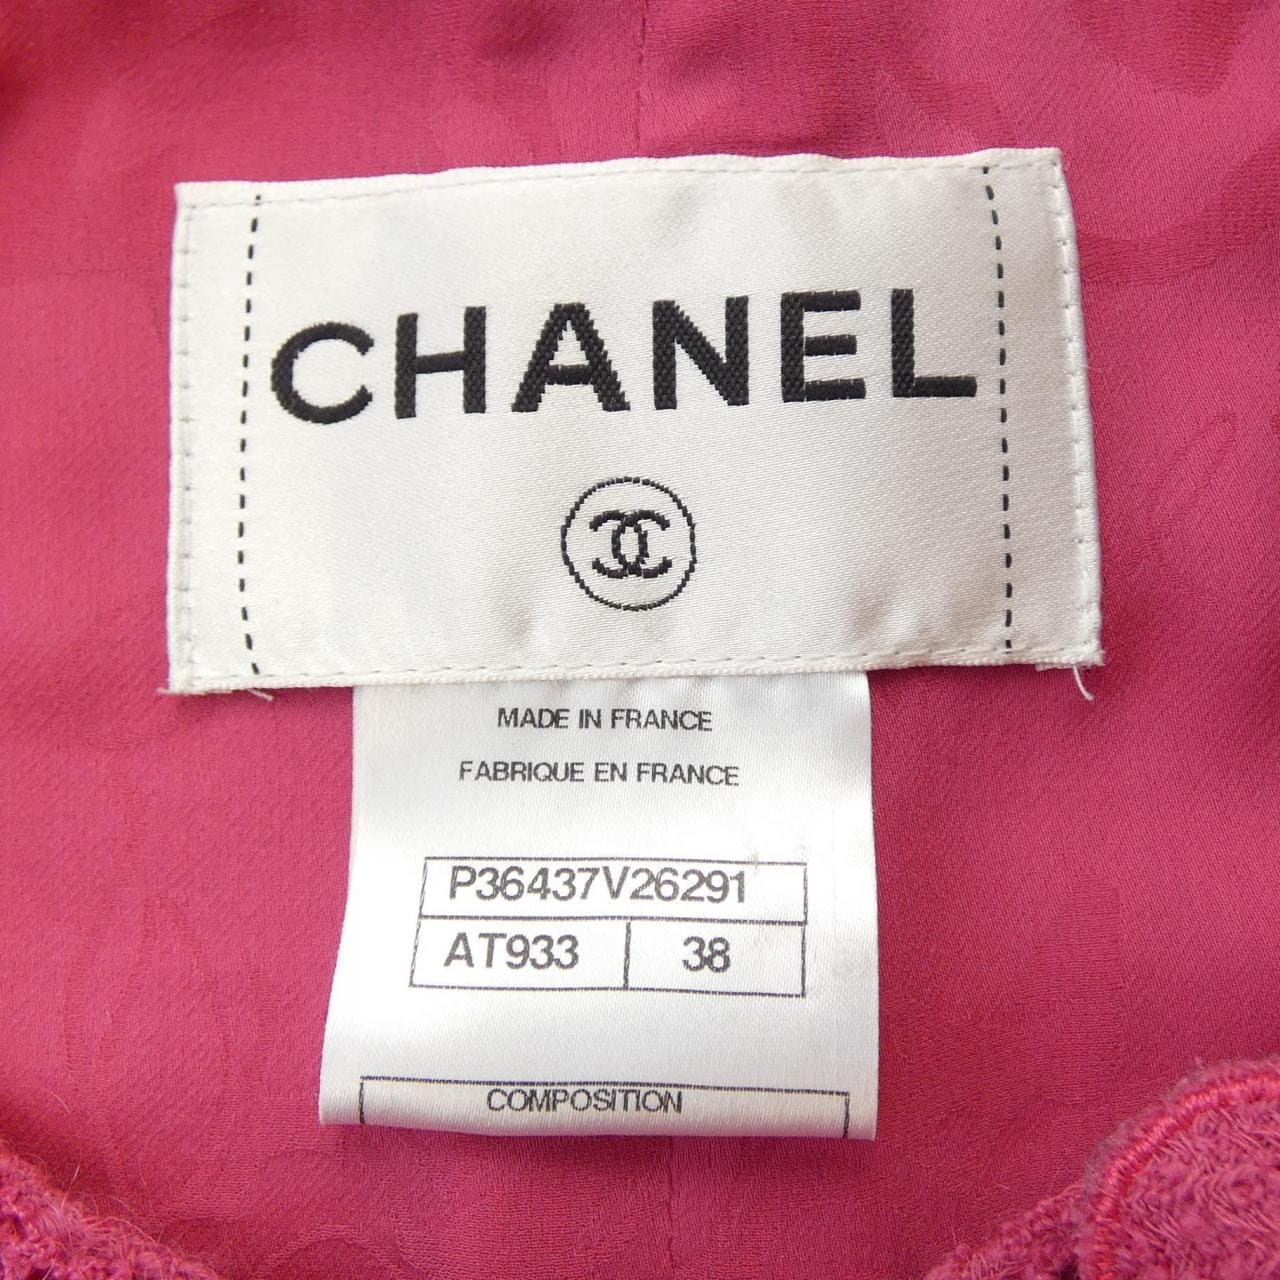 CHANEL
MADE IN FRANCE
FABRIQUE EN FRANCE
P36437V26291
AT933 38
COMPOSITION